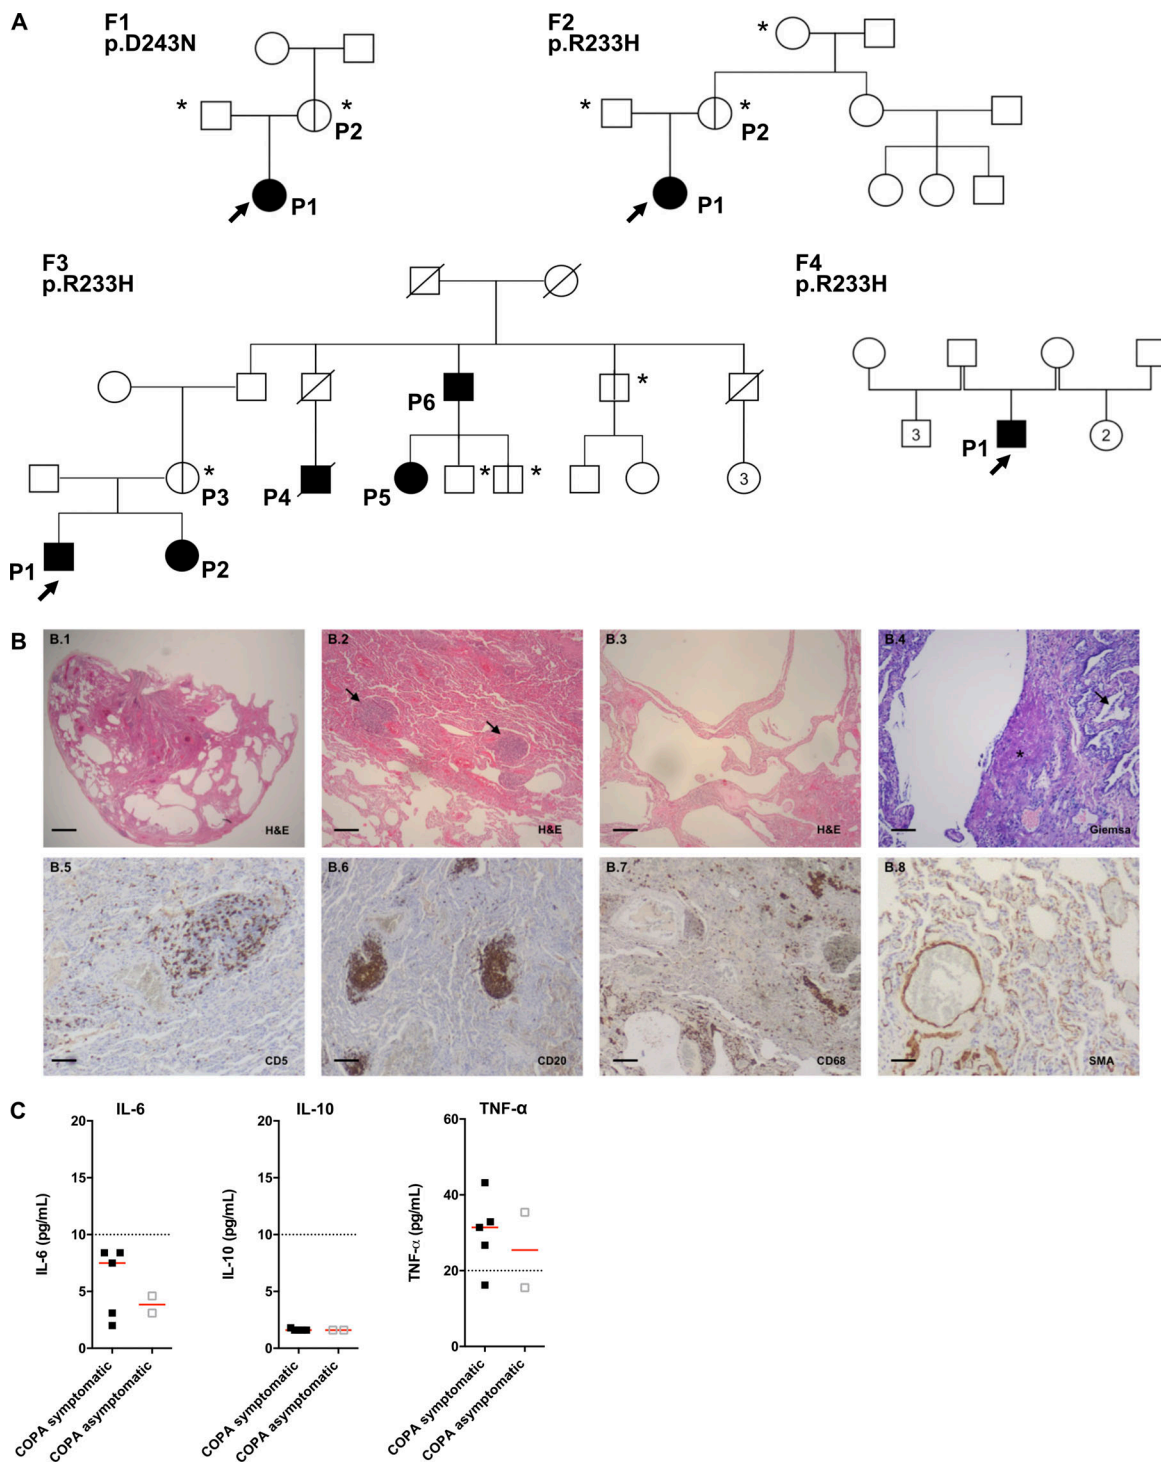 A
F1
p.D243N
*
*
P2
P1
F2
p.R233H
*
*
*
P2
P1
F3
p.R233H
P6
*
*
P3
P4
P5
*
*
3
P1
P2
F4
p.R233H
3
P1
2
B
B.1
H&E
B.2
H&E
B.3
H&E
B.4
*
Giemsa
B.5
CD5
B.6
CD20
B.7
CD68
B.8
SMA
C
IL-6
20
15
10
5
0
IL-6 (pg/mL)
COPA symptomatic
COPA asymptomatic
IL-10
20
15
10
5
0
IL-10 (pg/mL)
COPA symptomatic
COPA asymptomatic
TNF-α
60
40
20
0
TNF-α (pg/mL)
COPA symptomatic
COPA asymptomatic